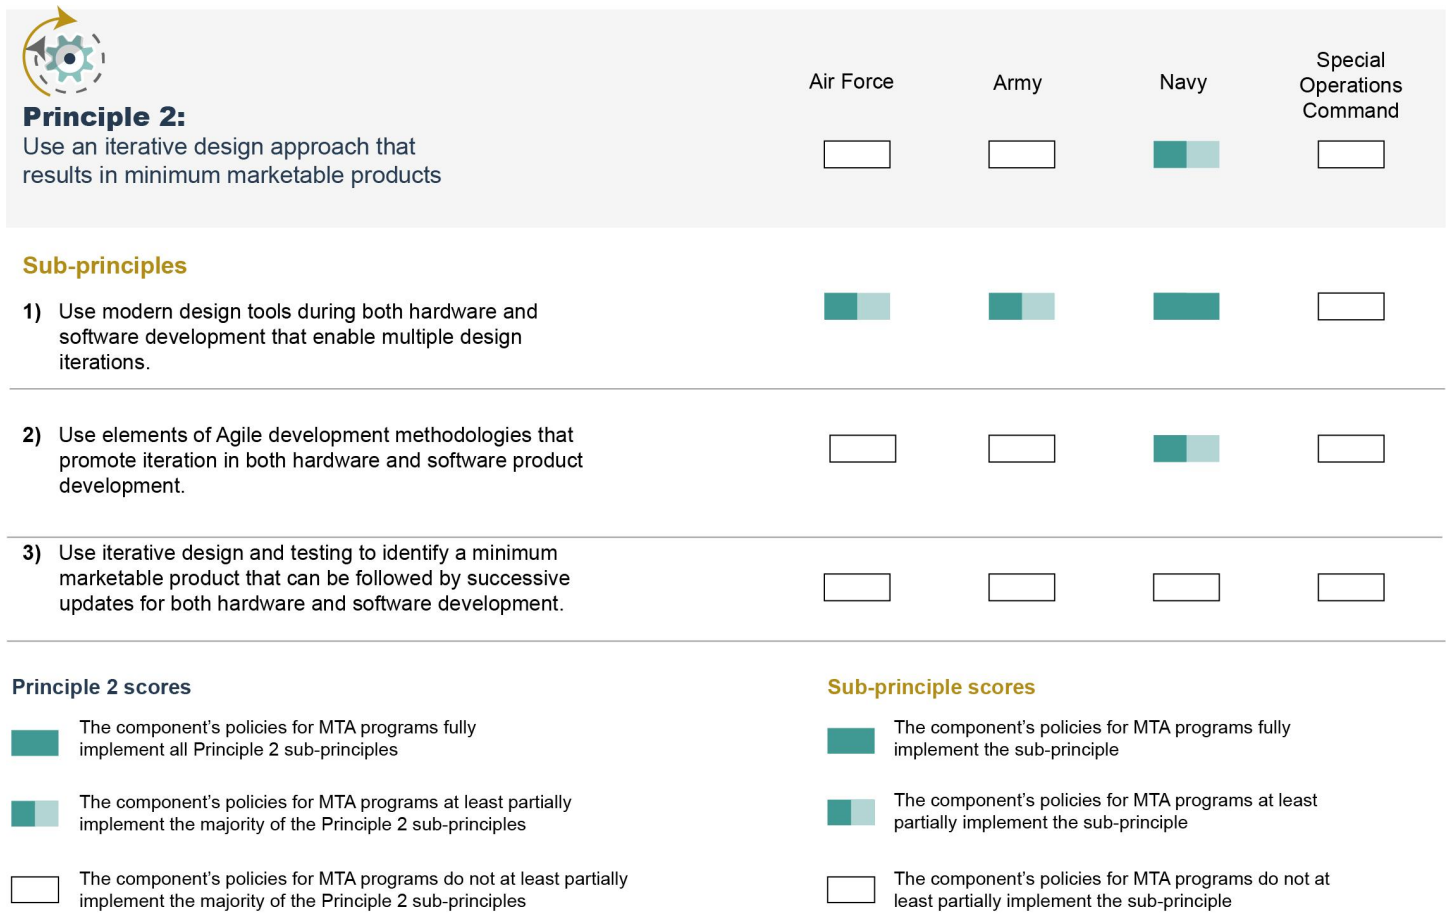 Principle 2:
Use an iterative design approach that
results in minimum marketable products
Air Force
Army
Navy
Special
Operations
Command
Sub-principles
1) Use modern design tools during both hardware and
software development that enable multiple design
iterations.
2) Use elements of Agile development methodologies that
promote iteration in both hardware and software product
development.
3) Use iterative design and testing to identify a minimum
marketable product that can be followed by successive
updates for both hardware and software development.
Principle 2 scores
The component’s policies for MTA programs fully
implement all Principle 2 sub-principles
The component’s policies for MTA programs at least partially
implement the majority of the Principle 2 sub-principles
The component’s policies for MTA programs do not at least partially
implement the majority of the Principle 2 sub-principles
Sub-principle scores
The component’s policies for MTA programs fully
implement the sub-principle
The component’s policies for MTA programs at least
partially implement the sub-principle
The component’s policies for MTA programs do not at
least partially implement the sub-principle